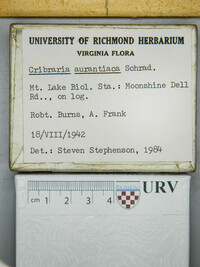 UNIVERSITY OF RICHMOND HERBARIUM
VIRGINIA FLORA
Cribraria aurantiaca Schrad.
Mt. Lake Biol. Sta.: Moonshine Dell
Rd.., on log.
Robt. Burns, A. Frank
18/VIII/1942
Det.: Steven Stephenson, 1984
URV
cm 1 2 3 4